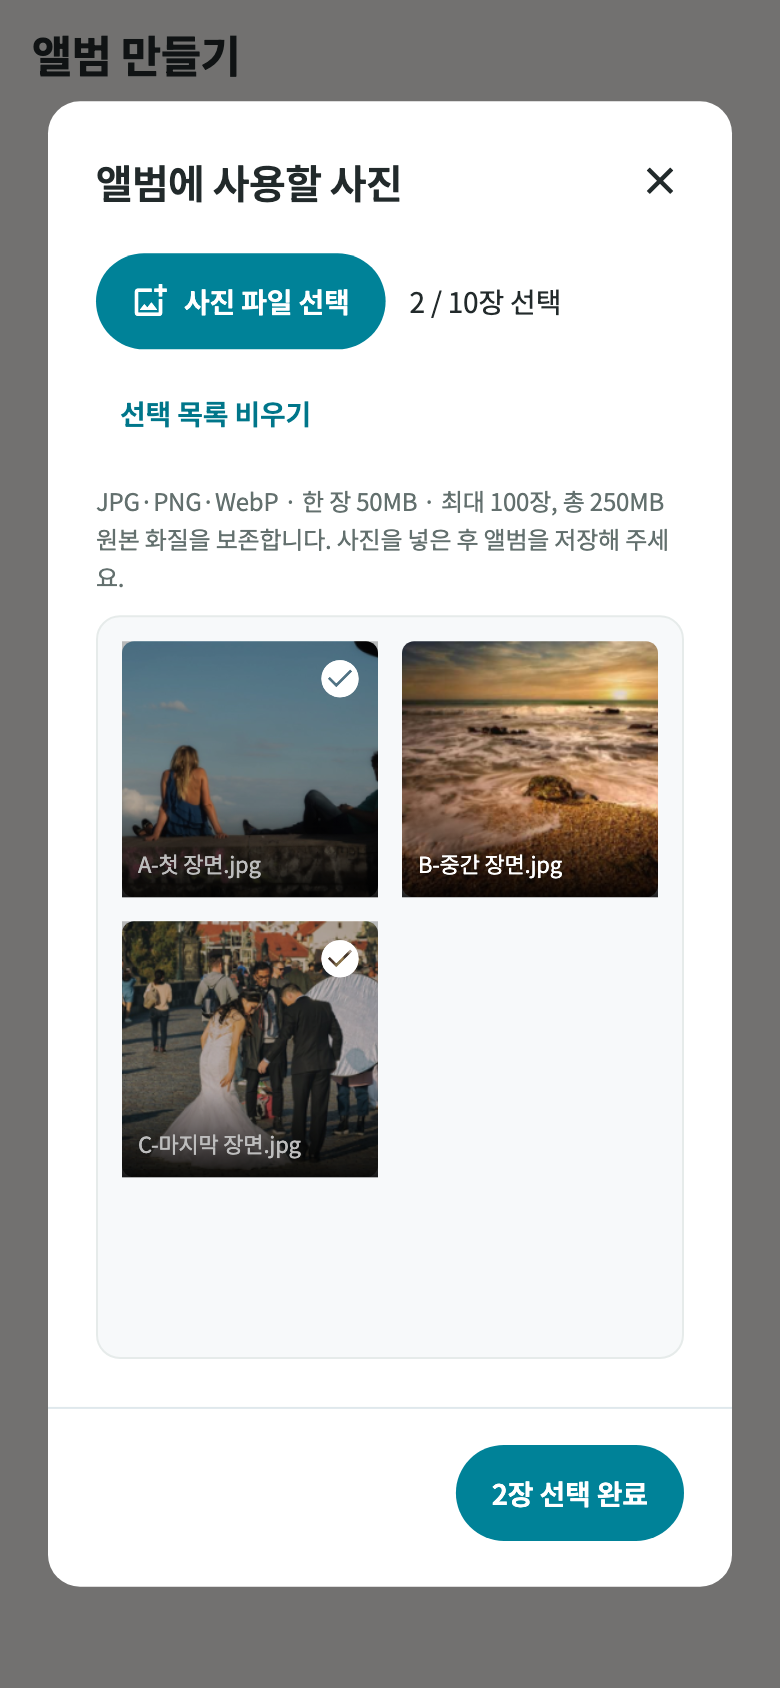 앨범 만들기
앨범에 사용할 사진
사진 파일 선택
2 / 10장 선택
선택 목록 비우기
JPG·PNG·WebP · 한 장 50MB · 최대 100장, 총 250MB
원본 화질을 보존합니다. 사진을 넣은 후 앨범을 저장해 주세
요.
A-첫 장면.jpg
B-중간 장면.jpg
C-마지막 장면.jpg
2장 선택 완료